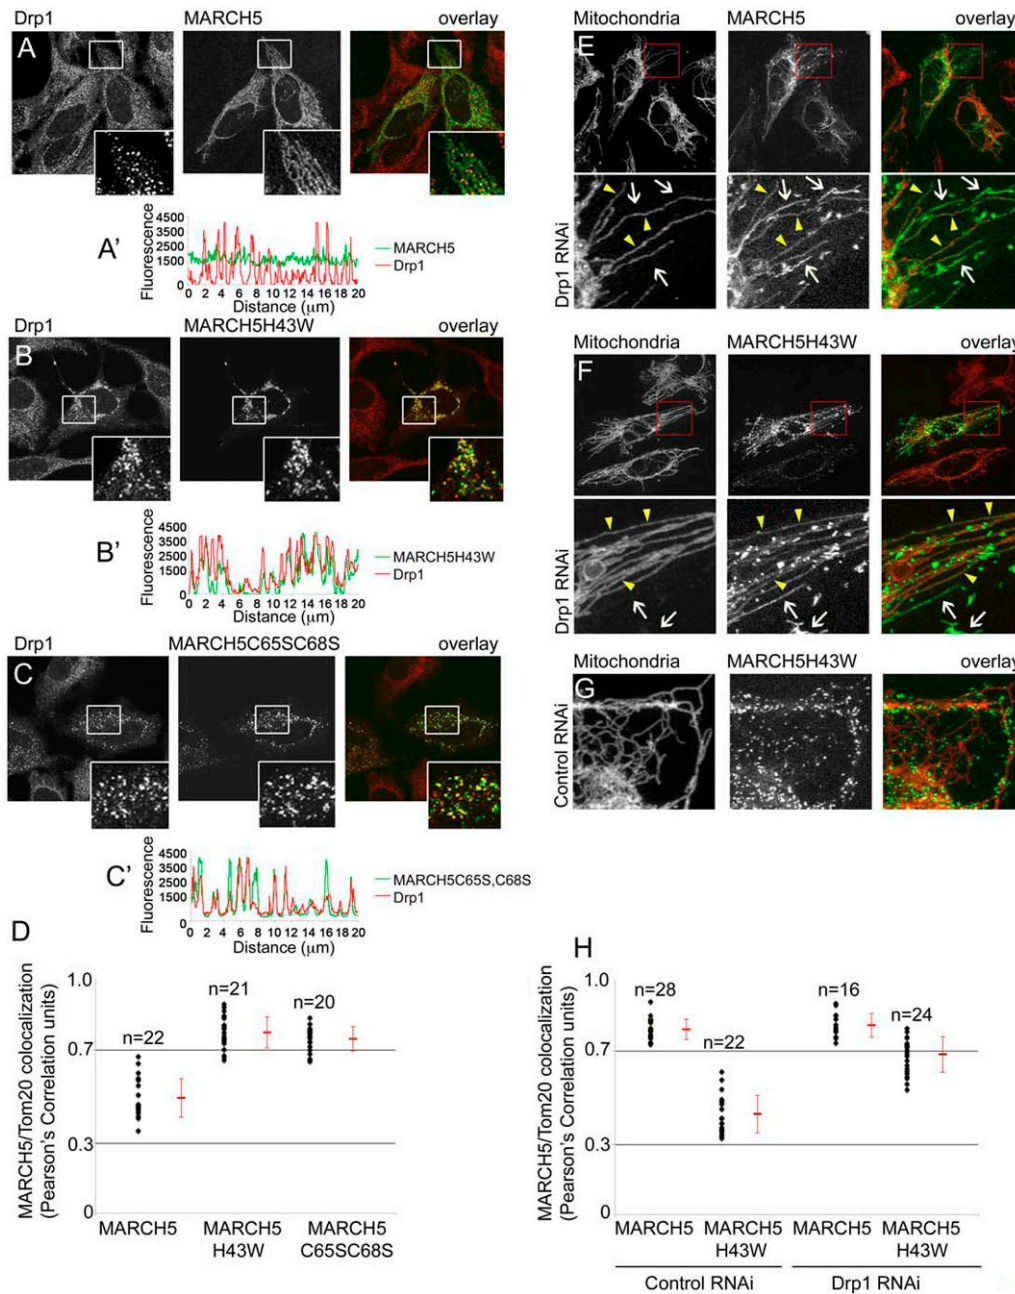 Drp1 MARCH5 overlay
A
A'
Fluorescence
4500
3500
2500
1500
0
MARCH5
Drp1
0 2 4 6 8 10 12 14 16 18 20
Distance (μm)
Drp1 MARCH5H43W overlay
B
B'
Fluorescence
4500
3500
2500
1500
0
MARCH5H43W
Drp1
0 2 4 6 8 10 12 14 16 18 20
Distance (μm)
Drp1 MARCH5C65SC68S overlay
C
C'
Fluorescence
4500
3500
2500
1500
0
MARCH5C65S,C68S
Drp1
0 2 4 6 8 10 12 14 16 18 20
Distance (μm)
D
MARCH5/Tom20 colocalization
(Pearson's Correlation units)
1.0
0.7
0.3
0
n=22
n=21
n=20
MARCH5 MARCH5 MARCH5
H43W C65SC68S
Mitochondria MARCH5 overlay
E
Drp1 RNAi
Mitochondria MARCH5H43W overlay
F
Drp1 RNAi
Mitochondria MARCH5H43W overlay
G
Control RNAi
H
MARCH5/Tom20 colocalization
(Pearson's Correlation units)
1.0
0.7
0.3
0
n=28
n=22
n=16
n=24
MARCH5 MARCH5 MARCH5 MARCH5
H43W H43W
Control RNAi Drp1 RNAi